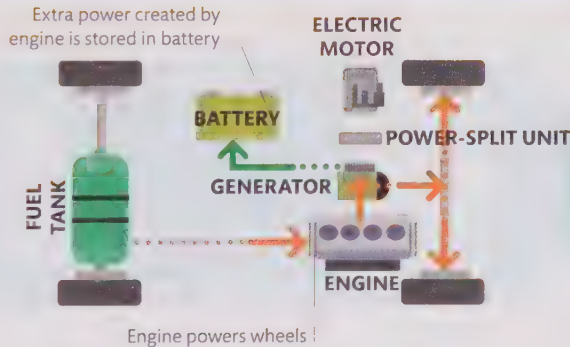 Extra power created by
engine is stored in battery
ELECTRIC
MOTOR
BATTERY
POWER-SPLIT UNIT
GENERATOR
FUEL
TANK
ENGINE
Engine powers wheels